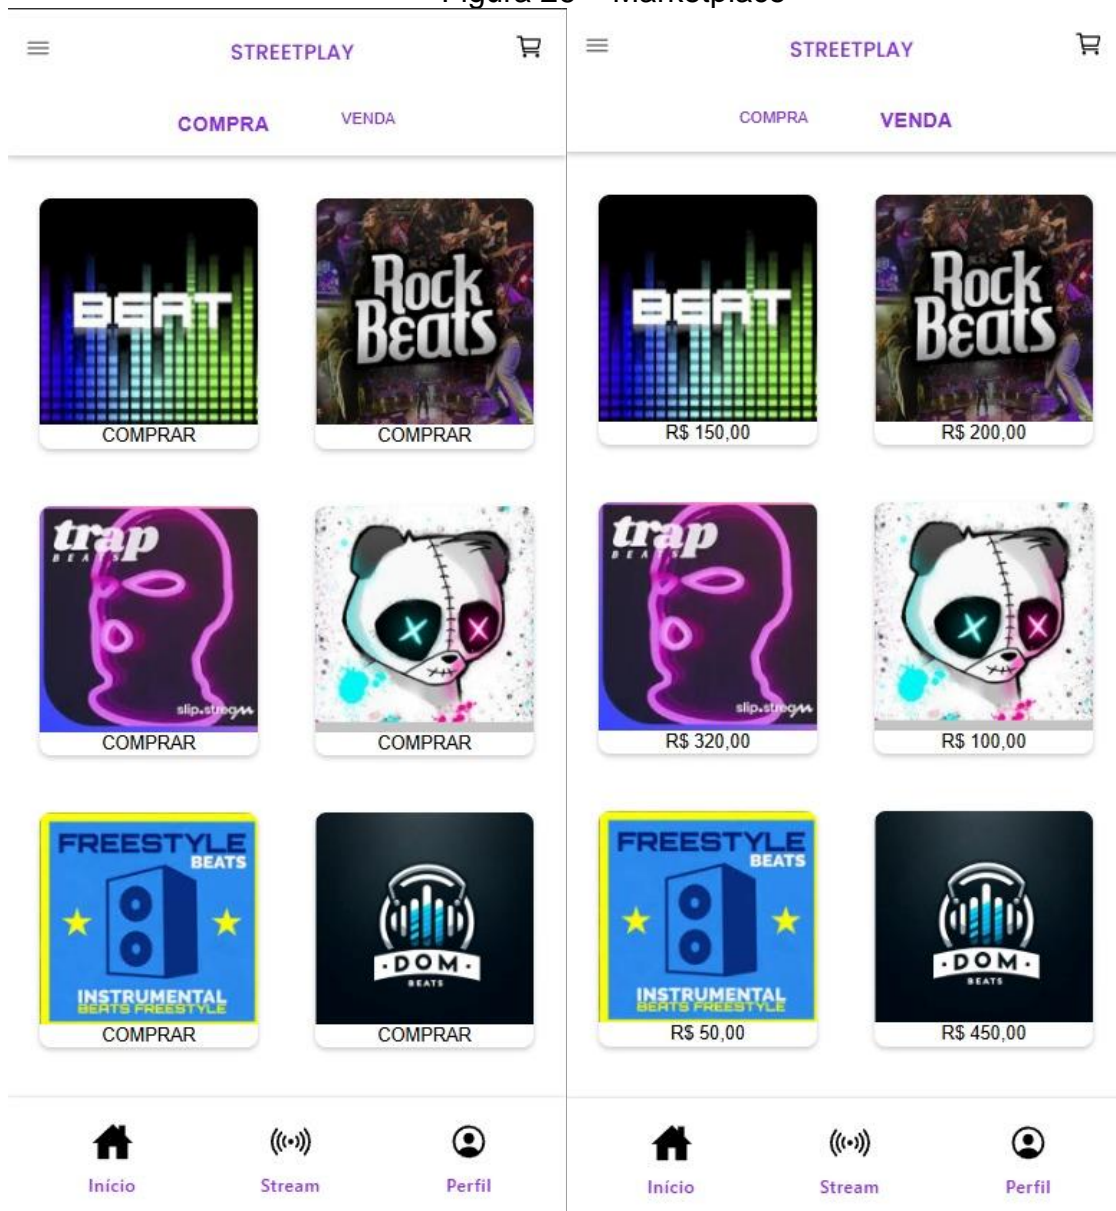 STREETPLAY
COMPRA VENDA
BEAT
Rock
Beats
COMPRAR COMPRAR
trap
BEATS
slip.stream
COMPRAR COMPRAR
FREESTYLE
BEATS
INSTRUMENTAL
BEATS FREESTYLE
DOM
BEATS
COMPRAR COMPRAR
Início Stream Perfil
STREETPLAY
COMPRA VENDA
BEAT
Rock
Beats
R$ 150,00 R$ 200,00
trap
BEATS
slip.stream
R$ 320,00 R$ 100,00
FREESTYLE
BEATS
INSTRUMENTAL
BEATS FREESTYLE
DOM
BEATS
R$ 50,00 R$ 450,00
Início Stream Perfil